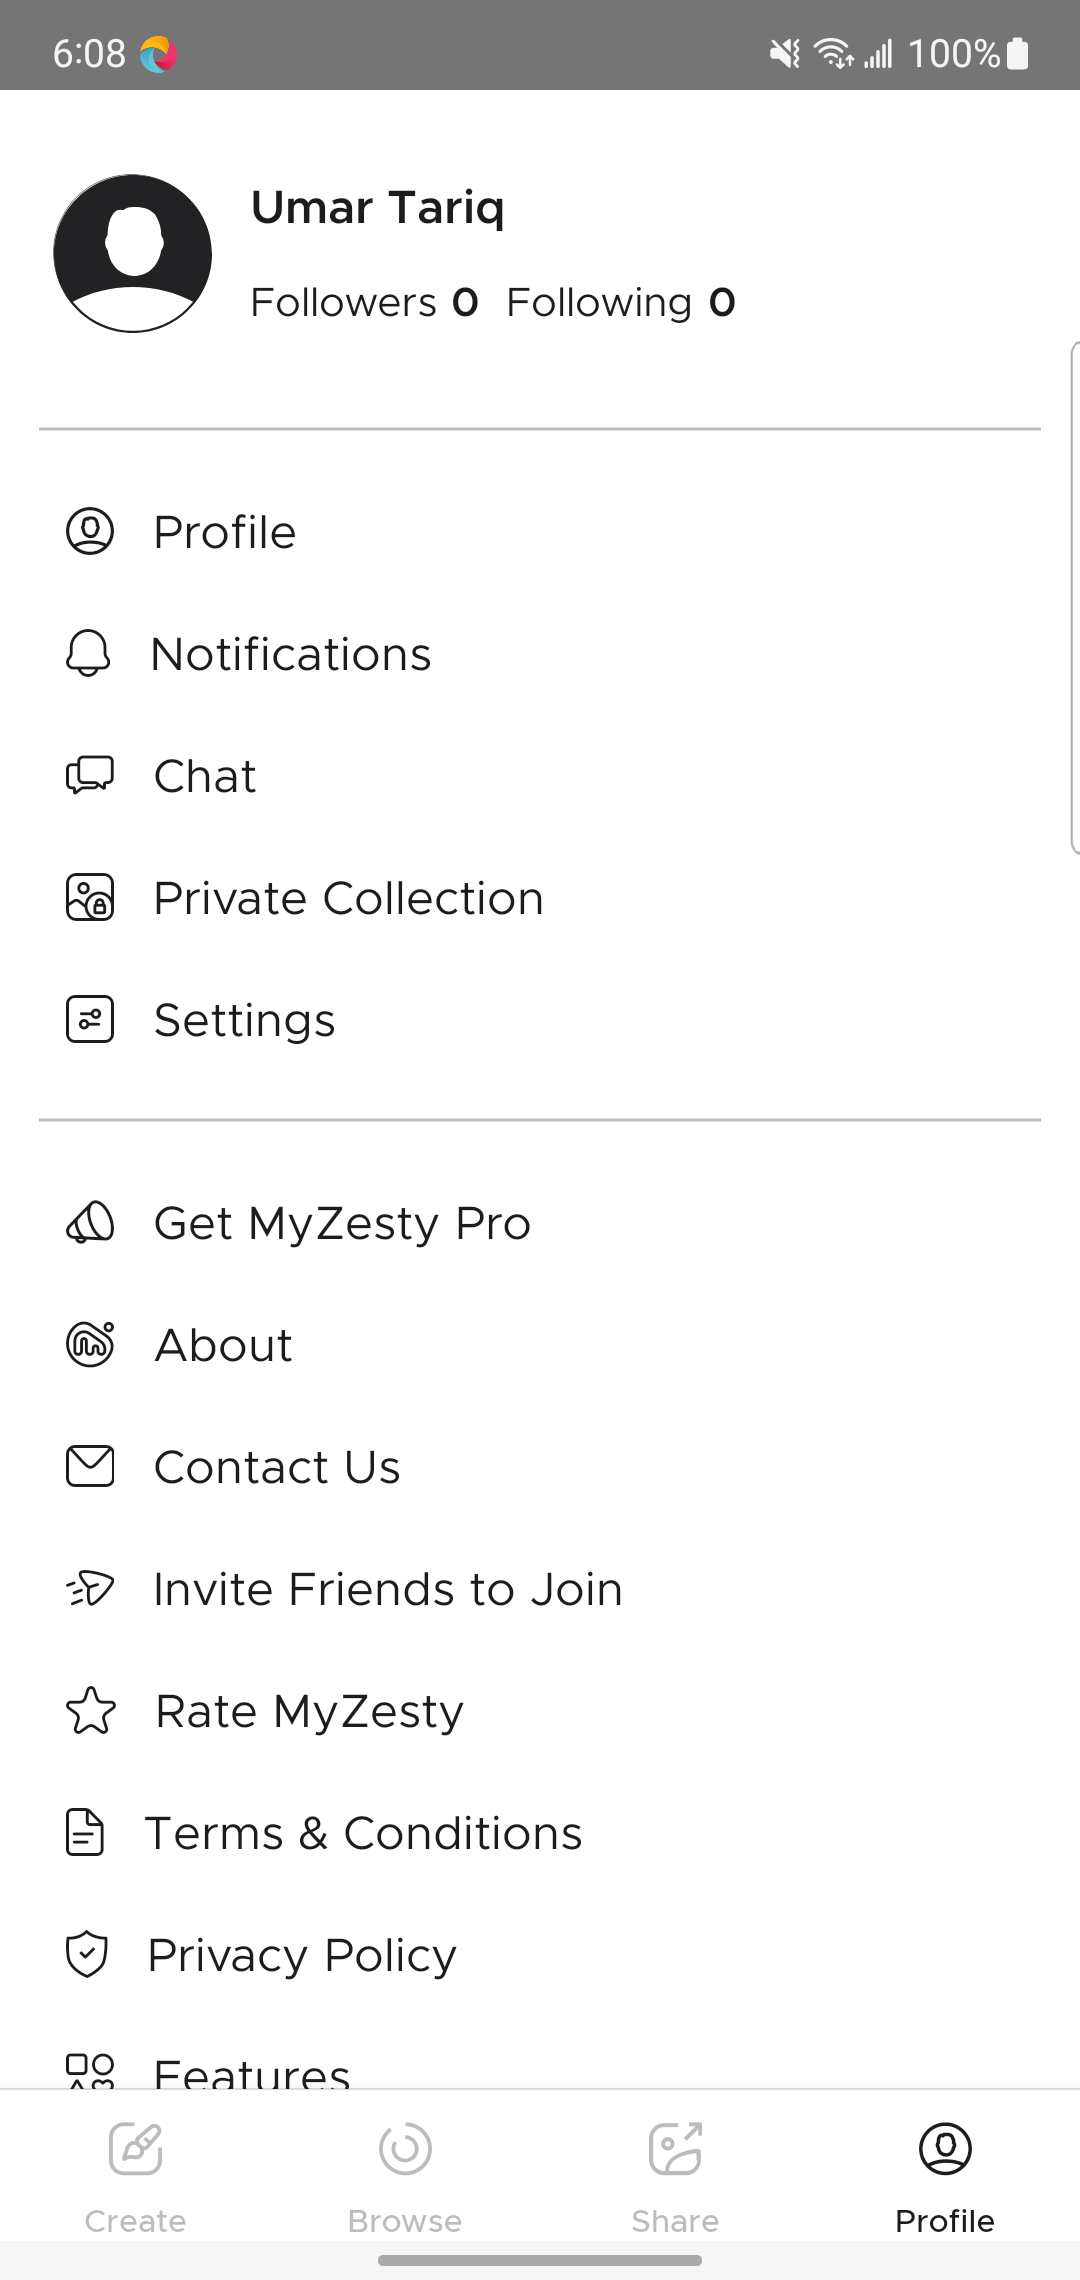 6:08 100%
Umar Tariq
Followers 0 Following 0
Profile
Notifications
Chat
Private Collection
Settings
Get MyZesty Pro
About
Contact Us
Invite Friends to Join
Rate MyZesty
Terms & Conditions
Privacy Policy
Features
Create Browse Share Profile